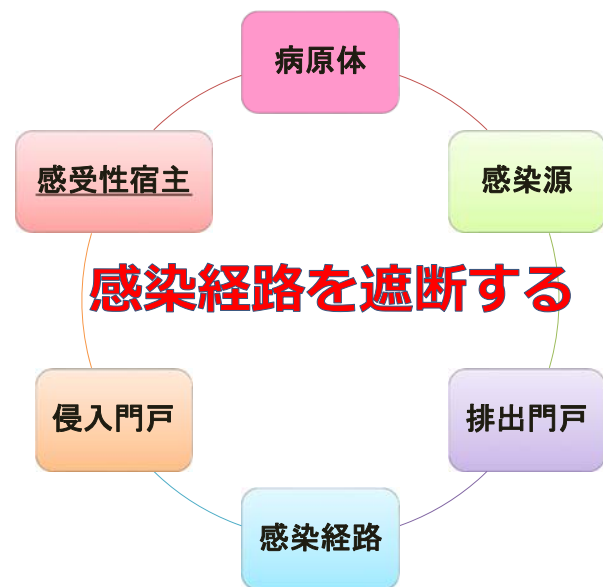 病原体
感受性宿主
感染源
感染経路を遮断する
侵入門戸
排出門戸
感染経路